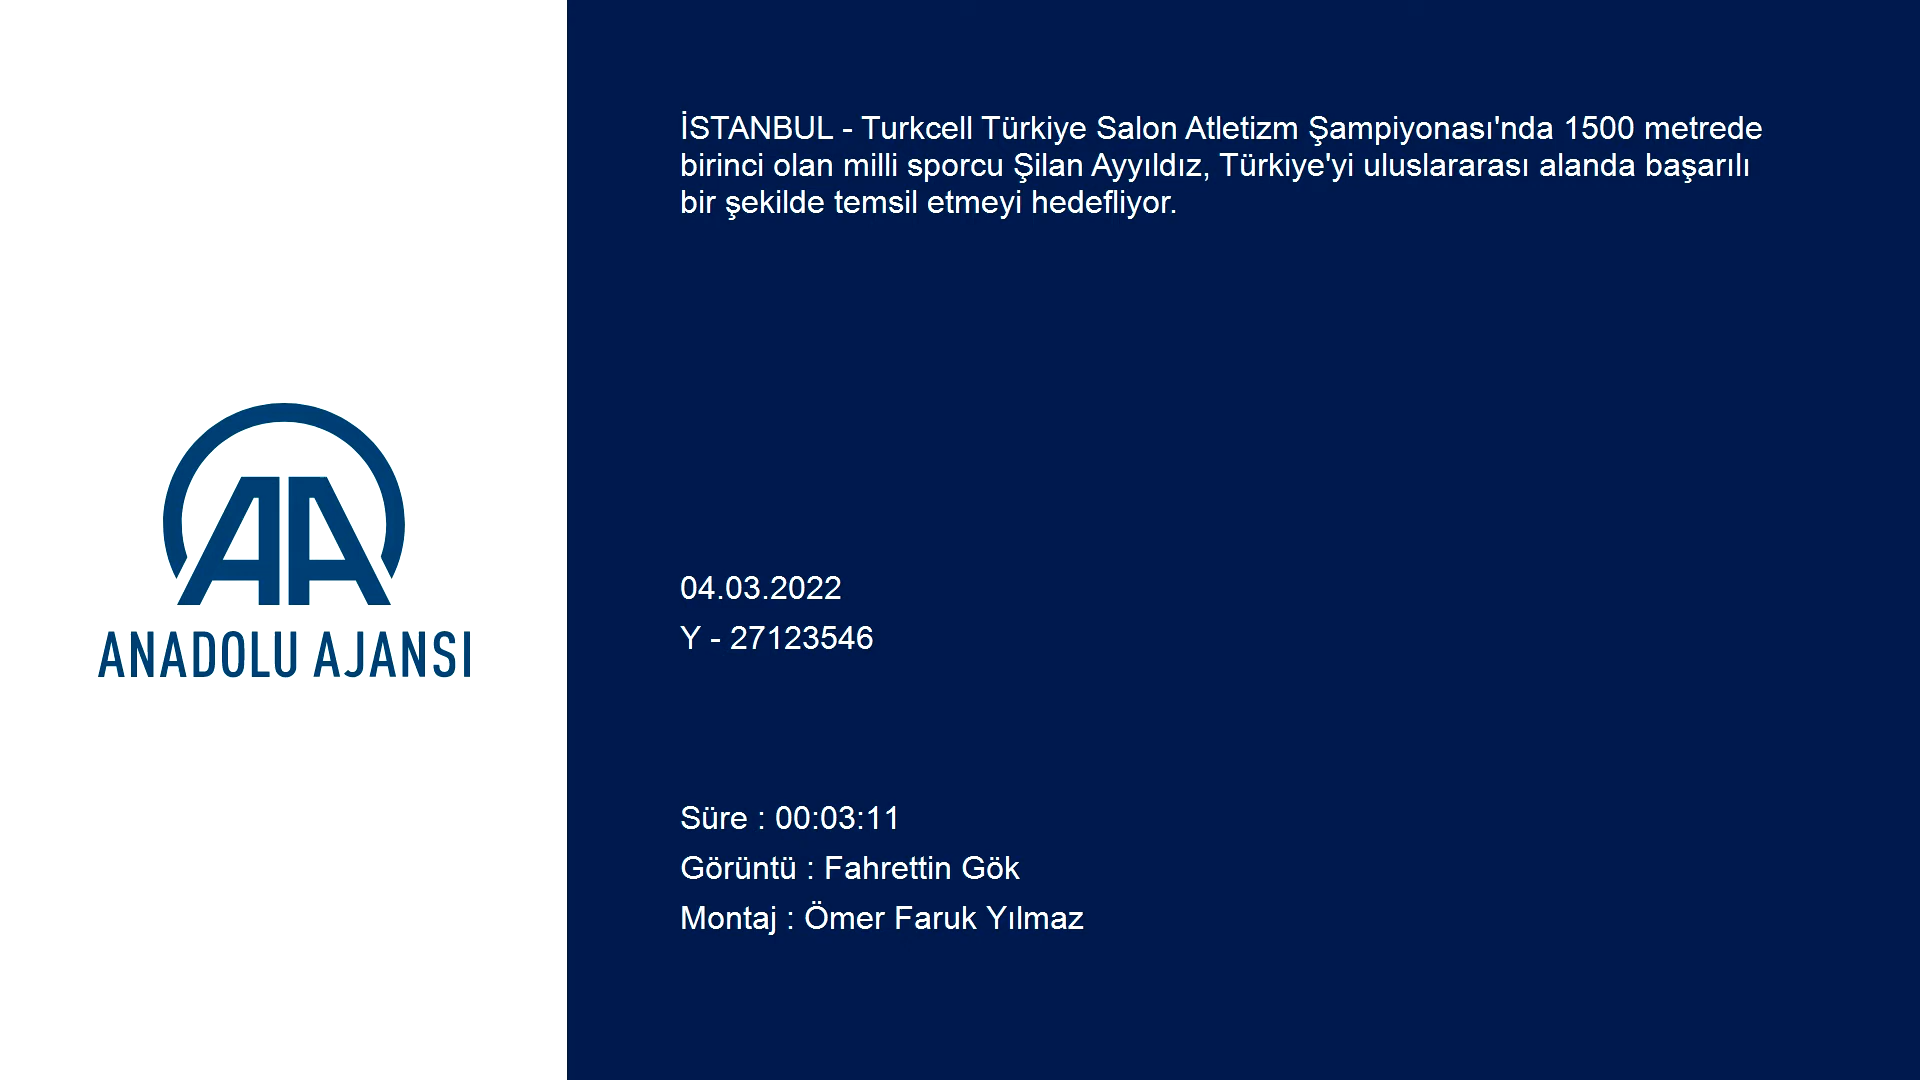 İSTANBUL - Turkcell Türkiye Salon Atletizm Şampiyonası'nda 1500 metrede
birinci olan milli sporcu Şilan Ayyıldız, Türkiye'yi uluslararası alanda başarılı
bir şekilde temsil etmeyi hedefliyor.
AA
ANADOLU AJANSI
04.03.2022
Y - 27123546
Süre : 00:03:11
Görüntü : Fahrettin Gök
Montaj : Ömer Faruk Yılmaz